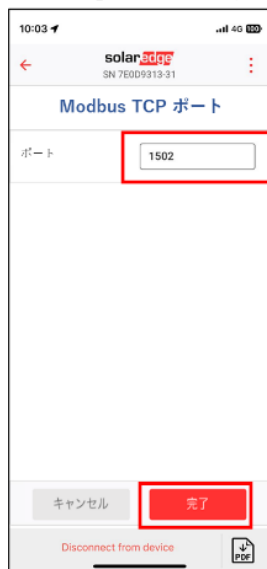 10:03
4G 100
solaredge
SN 7E0D9313-31
Modbus TCP ポート
ポート
1502
キャンセル
完了
Disconnect from device
PDF